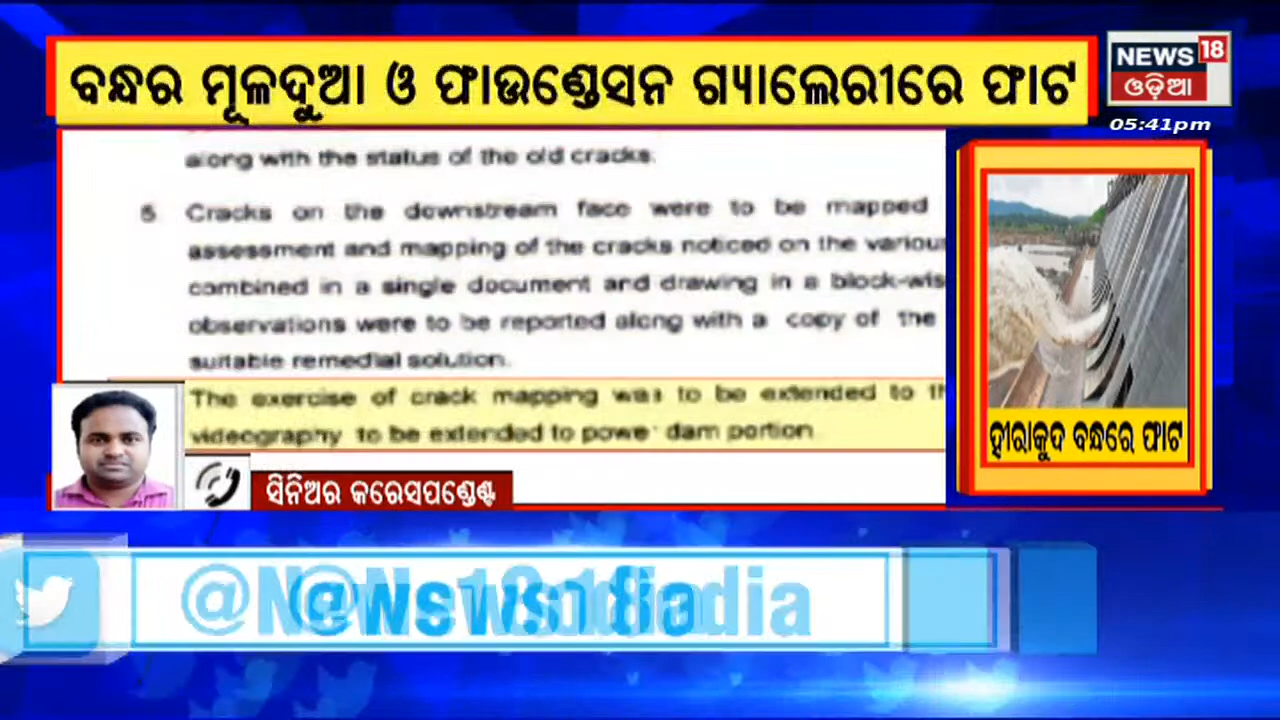 ବନ୍ଧର ମୂଳଦୁଆ ଓ ଫାଉଣ୍ଡେସନ ଗ୍ୟାଲେରୀରେ ଫାଟ
NEWS 18
ଓଡ଼ିଆ
05:41pm
along with the status of the old cracks.
5 Cracks on the downstream face were to be mapped
assessment and mapping of the cracks noticed on the variou
combined in a single document and drawing in a block-wis
observations were to be reported along with a copy of the
suitable remedial solution.
The exercise of crack mapping was to be extended to th
videography to be extended to power dam portion
ହୀରାକୁଦ ବନ୍ଧରେ ଫାଟ
ସିନିଅର କରେସପଣ୍ଡେଣ୍ଟ